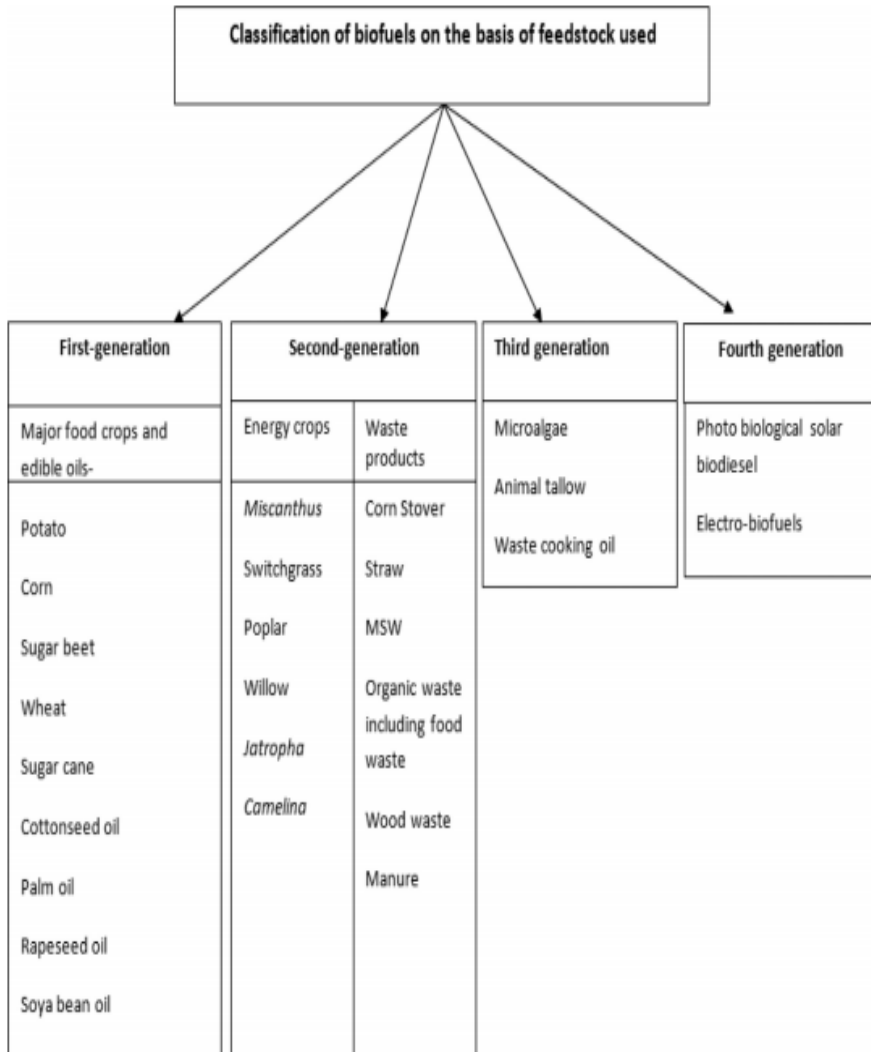 Classification of biofuels on the basis of feedstock used
First-generation
Major food crops and
edible oils-
Potato
Corn
Sugar beet
Wheat
Sugar cane
Cottonseed oil
Palm oil
Rapeseed oil
Soya bean oil
Second-generation
Energy crops
Miscanthus
Switchgrass
Poplar
Willow
Jatropha
Camelina
Waste
products
Corn Stover
Straw
MSW
Organic waste
including food
waste
Wood waste
Manure
Third generation
Microalgae
Animal tallow
Waste cooking oil
Fourth generation
Photo biological solar
biodiesel
Electro-biofuels